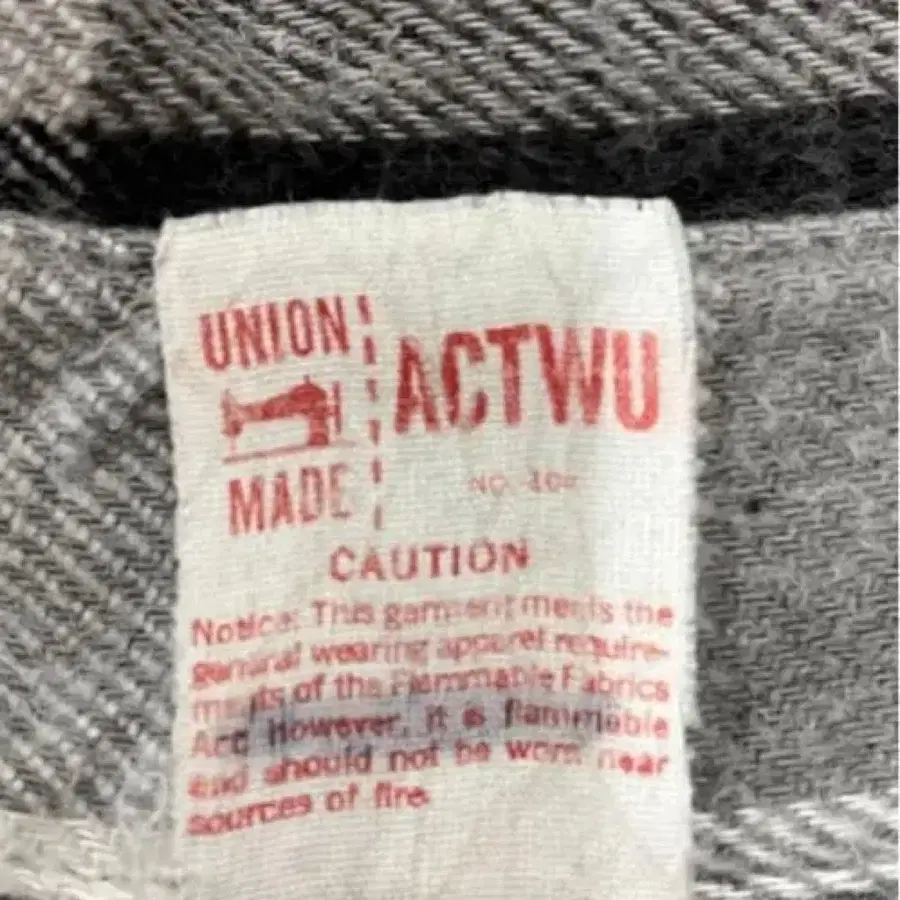 UNION
MADE
ACTWU
CAUTION
Notice: This garment meets the
general wearing apparel require-
ments of the Flammable Fabrics
Act However, it is flammable
and should not be worn near
sources of fire